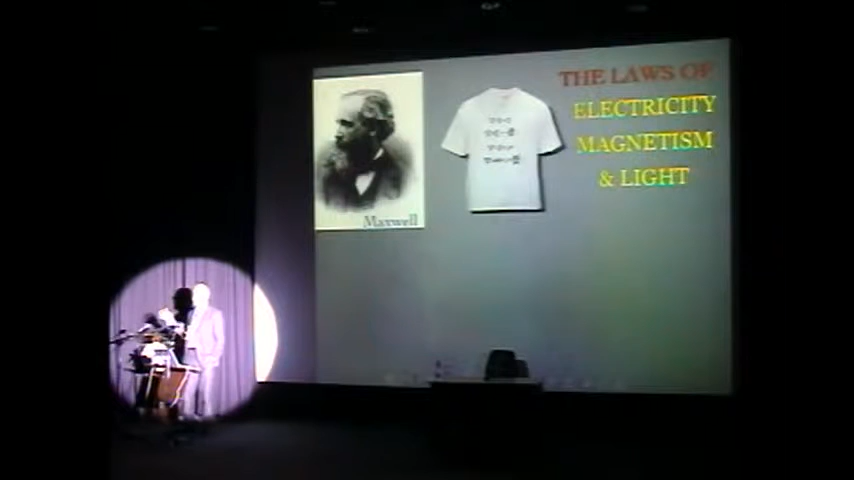 THE LAWS OF
ELECTRICITY
MAGNETISM
& LIGHT
Maxwell